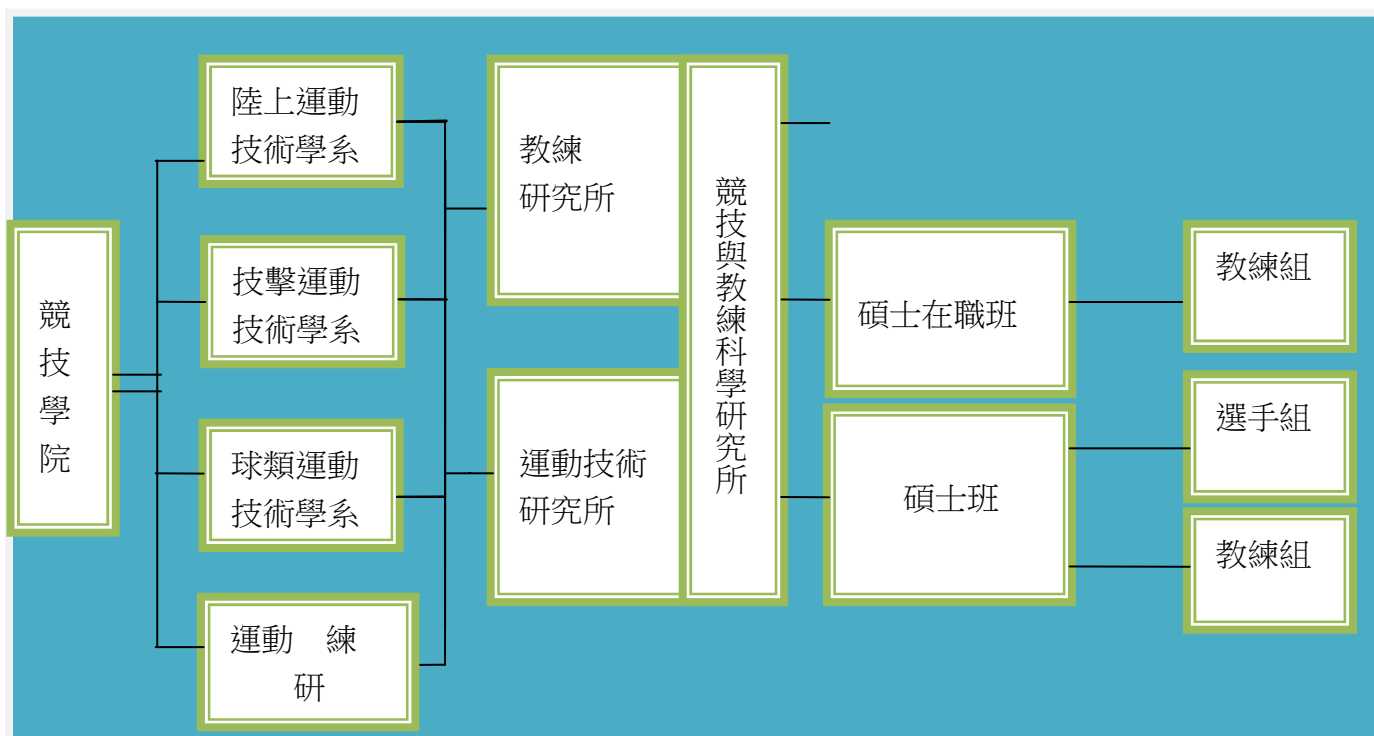 競技學院
陸上運動
技術學系
技擊運動
技術學系
球類運動
技術學系
運動 練
研
教練
研究所
運動技術
研究所
競技與教練科學研究所
碩士在職班
碩士班
教練組
選手組
教練組